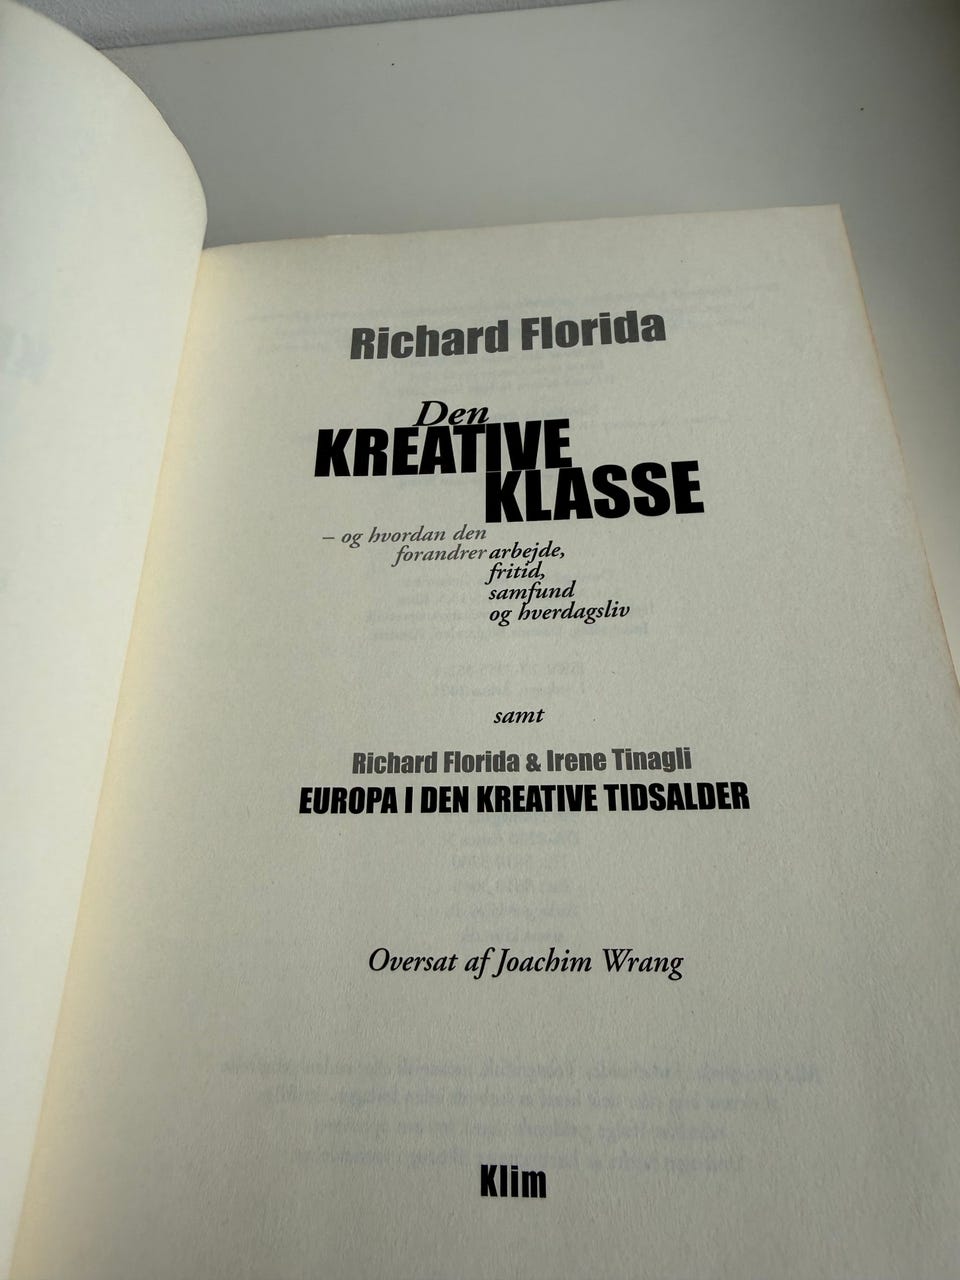 Richard Florida
Den
KREATIVE
KLASSE
– og hvordan den
forandrer arbejde,
fritid,
samfund
og hverdagsliv
samt
Richard Florida & Irene Tinagli
EUROPA I DEN KREATIVE TIDSALDER
Oversat af Joachim Wrang
Klim